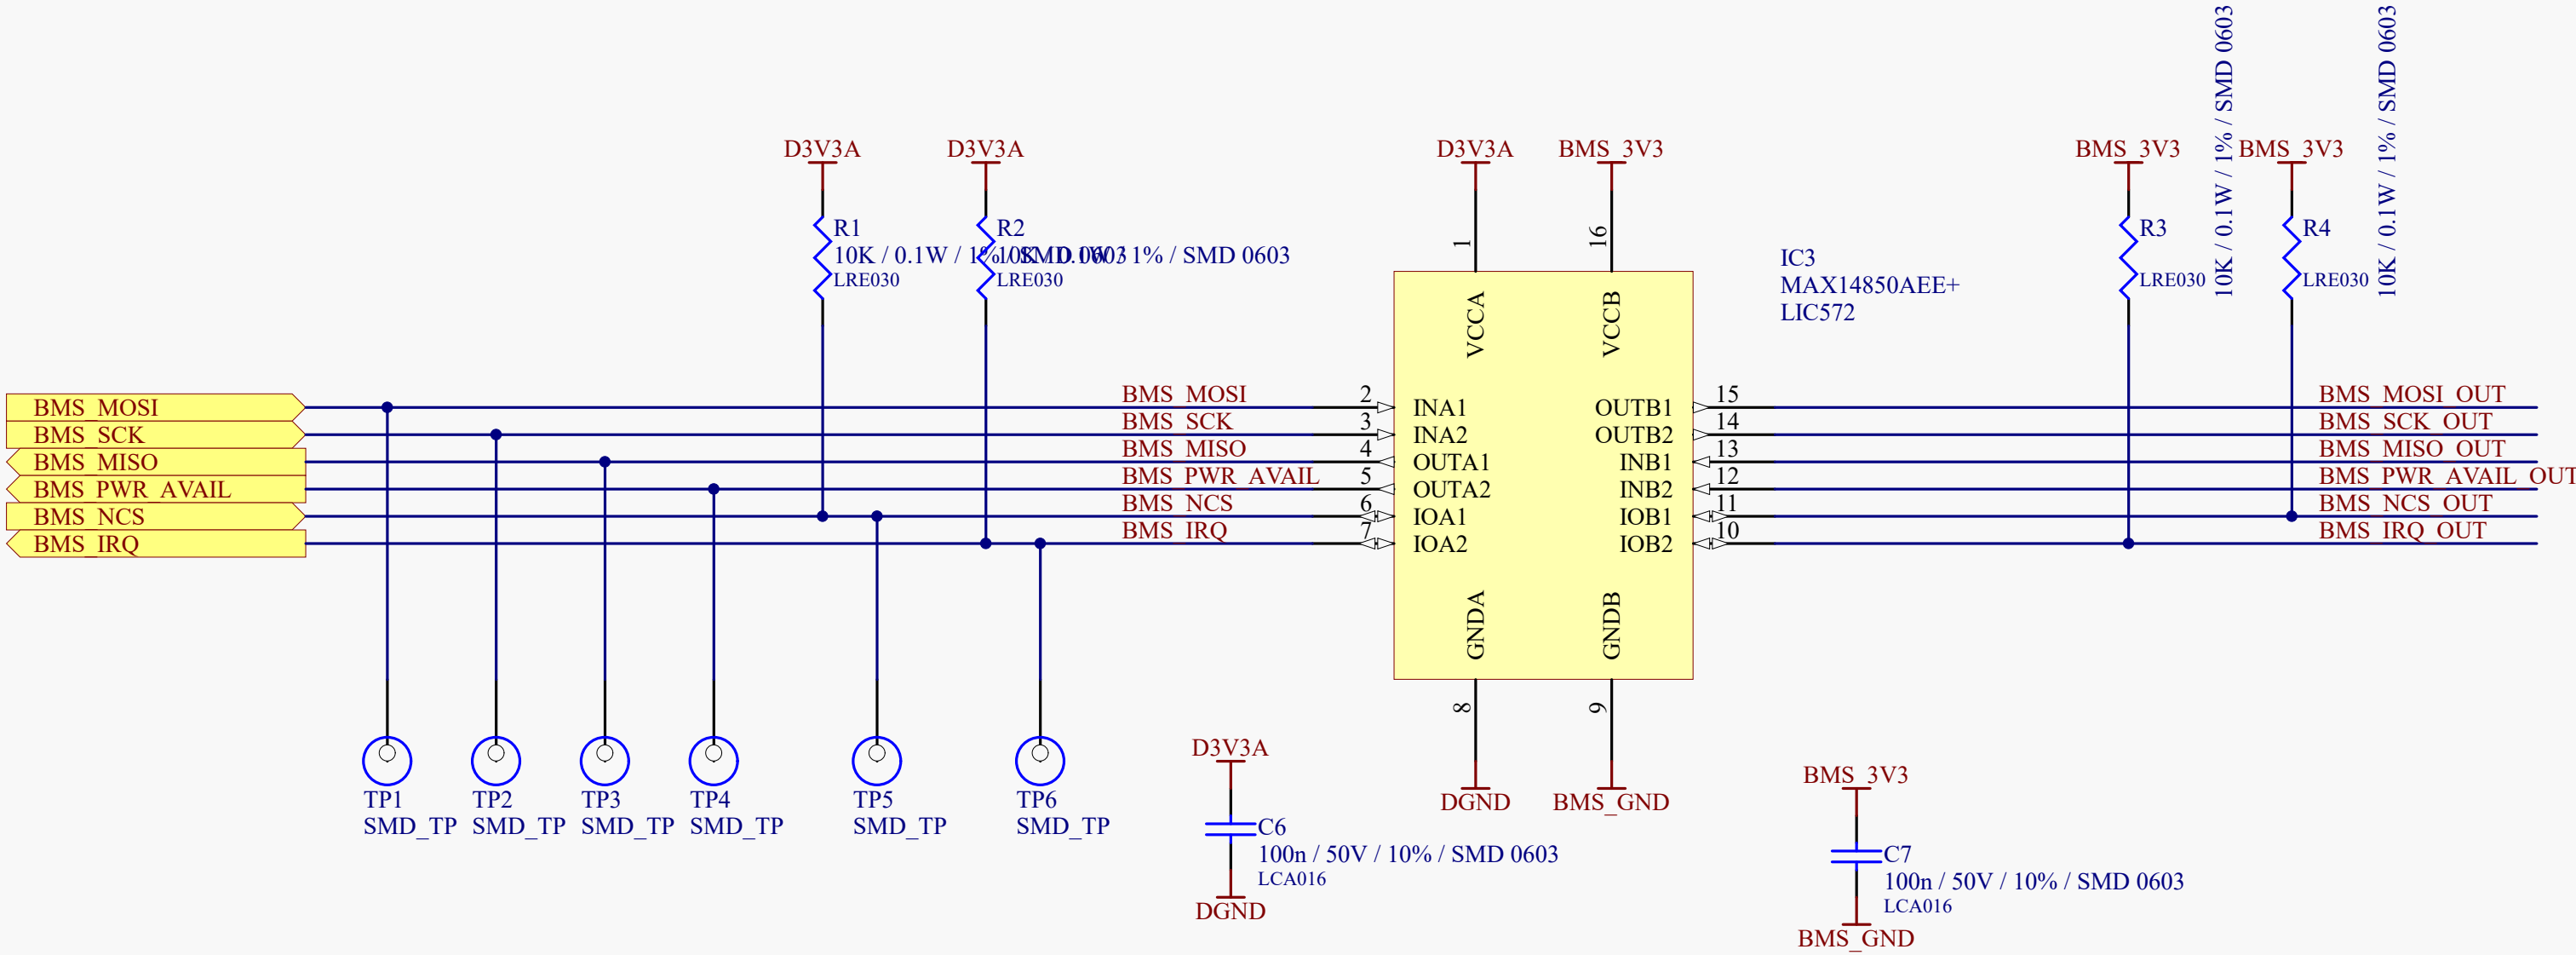 D3V3A
D3V3A
D3V3A
BMS_3V3
BMS_3V3
BMS_3V3
R1
10K / 0.1W / 1% / SMD 0603
LRE030
R2
10K / 0.1W / 1% / SMD 0603
LRE030
1
16
IC3
MAX14850AEE+
LIC572
R3
LRE030
10K / 0.1W / 1% / SMD 0603
R4
LRE030
10K / 0.1W / 1% / SMD 0603
VCCA
VCCB
BMS_MOSI
BMS_SCK
BMS_MISO
BMS_PWR_AVAIL
BMS_NCS
BMS_IRQ
BMS_MOSI
BMS_SCK
BMS_MISO
BMS_PWR_AVAIL
BMS_NCS
BMS_IRQ
2
3
4
5
6
7
INA1
INA2
OUTA1
OUTA2
IOA1
IOA2
OUTB1
OUTB2
INB1
INB2
IOB1
IOB2
15
14
13
12
11
10
BMS_MOSI_OUT
BMS_SCK_OUT
BMS_MISO_OUT
BMS_PWR_AVAIL_OUT
BMS_NCS_OUT
BMS_IRQ_OUT
GNDA
GNDB
8
9
DGND
BMS_GND
TP1
SMD_TP
TP2
SMD_TP
TP3
SMD_TP
TP4
SMD_TP
TP5
SMD_TP
TP6
SMD_TP
D3V3A
C6
100n / 50V / 10% / SMD 0603
LCA016
DGND
BMS_3V3
C7
100n / 50V / 10% / SMD 0603
LCA016
BMS_GND